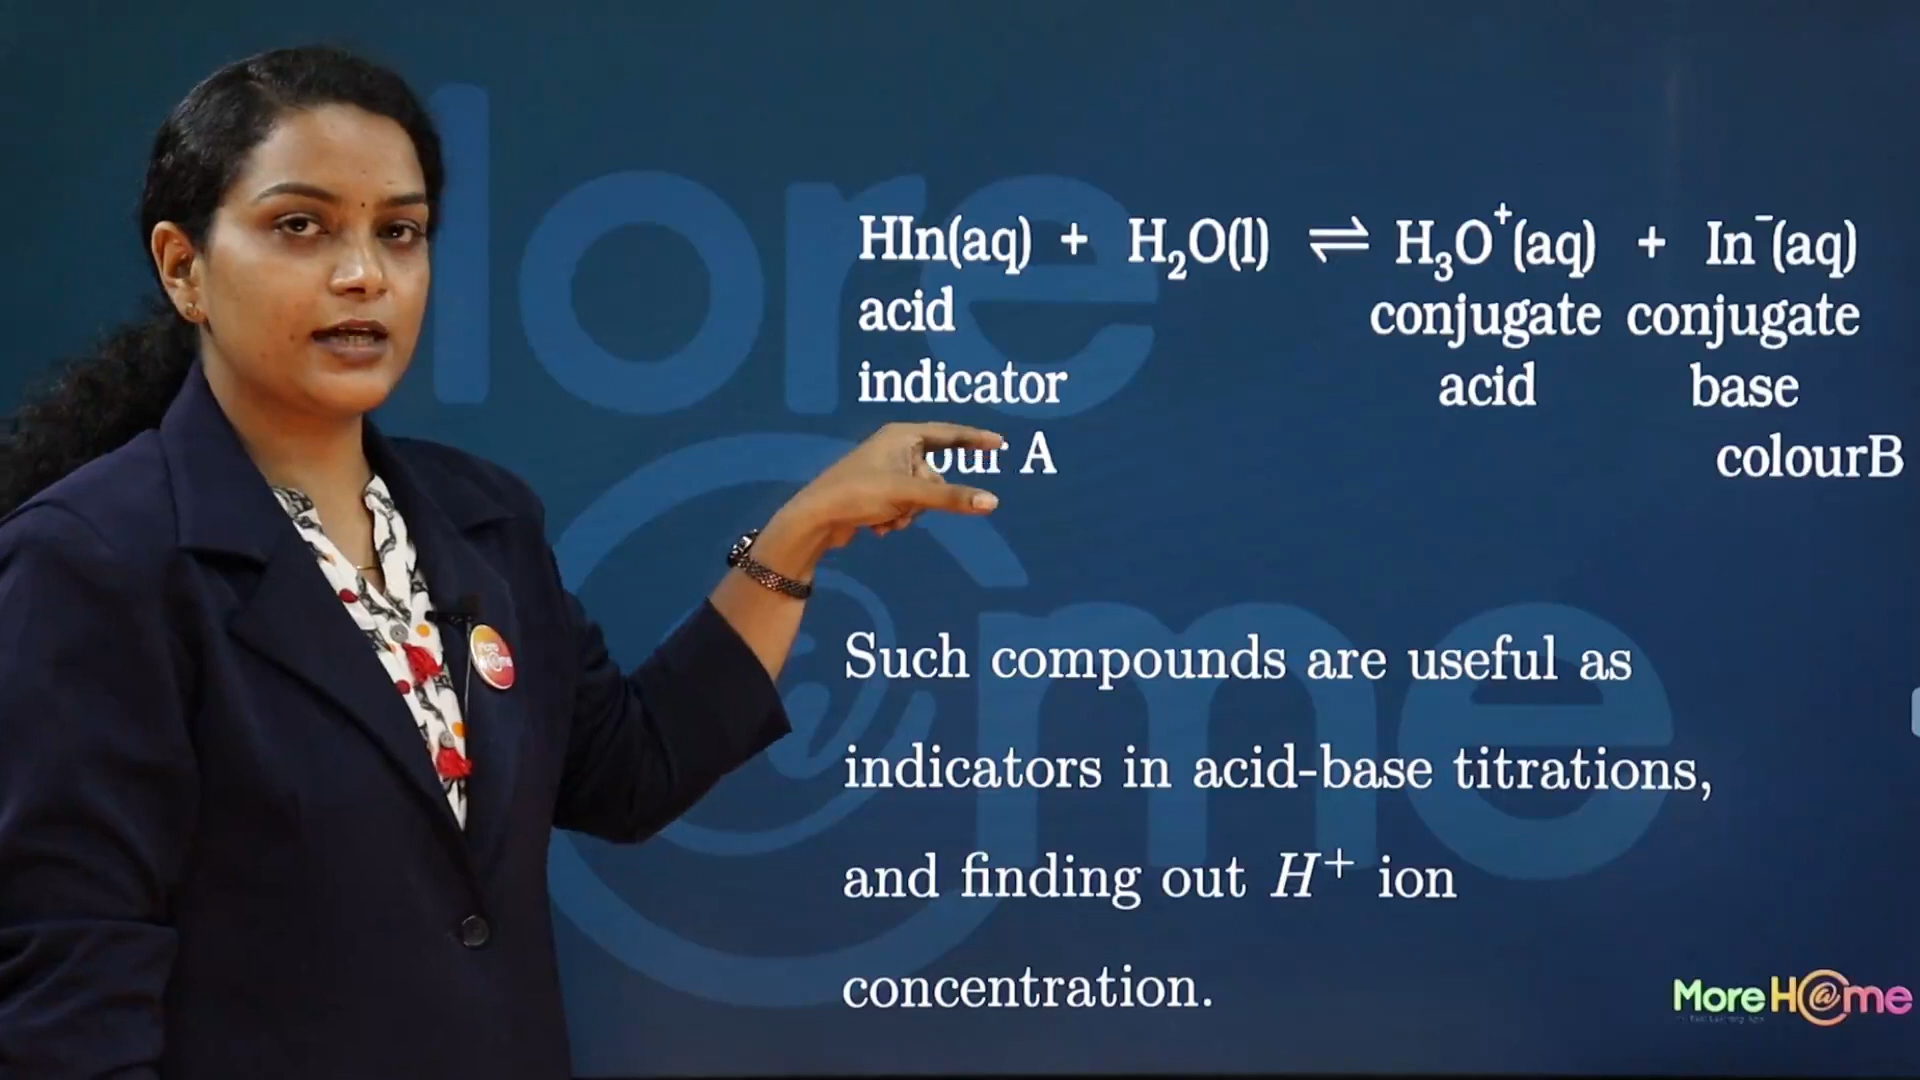 HIn(aq) + H₂O(l) ⇌ H₃O⁺(aq) + In⁻(aq)
acid conjugate conjugate
indicator acid base
our A colourB
Such compounds are useful as
indicators in acid-base titrations,
and finding out H⁺ ion
concentration.
MoreH@me